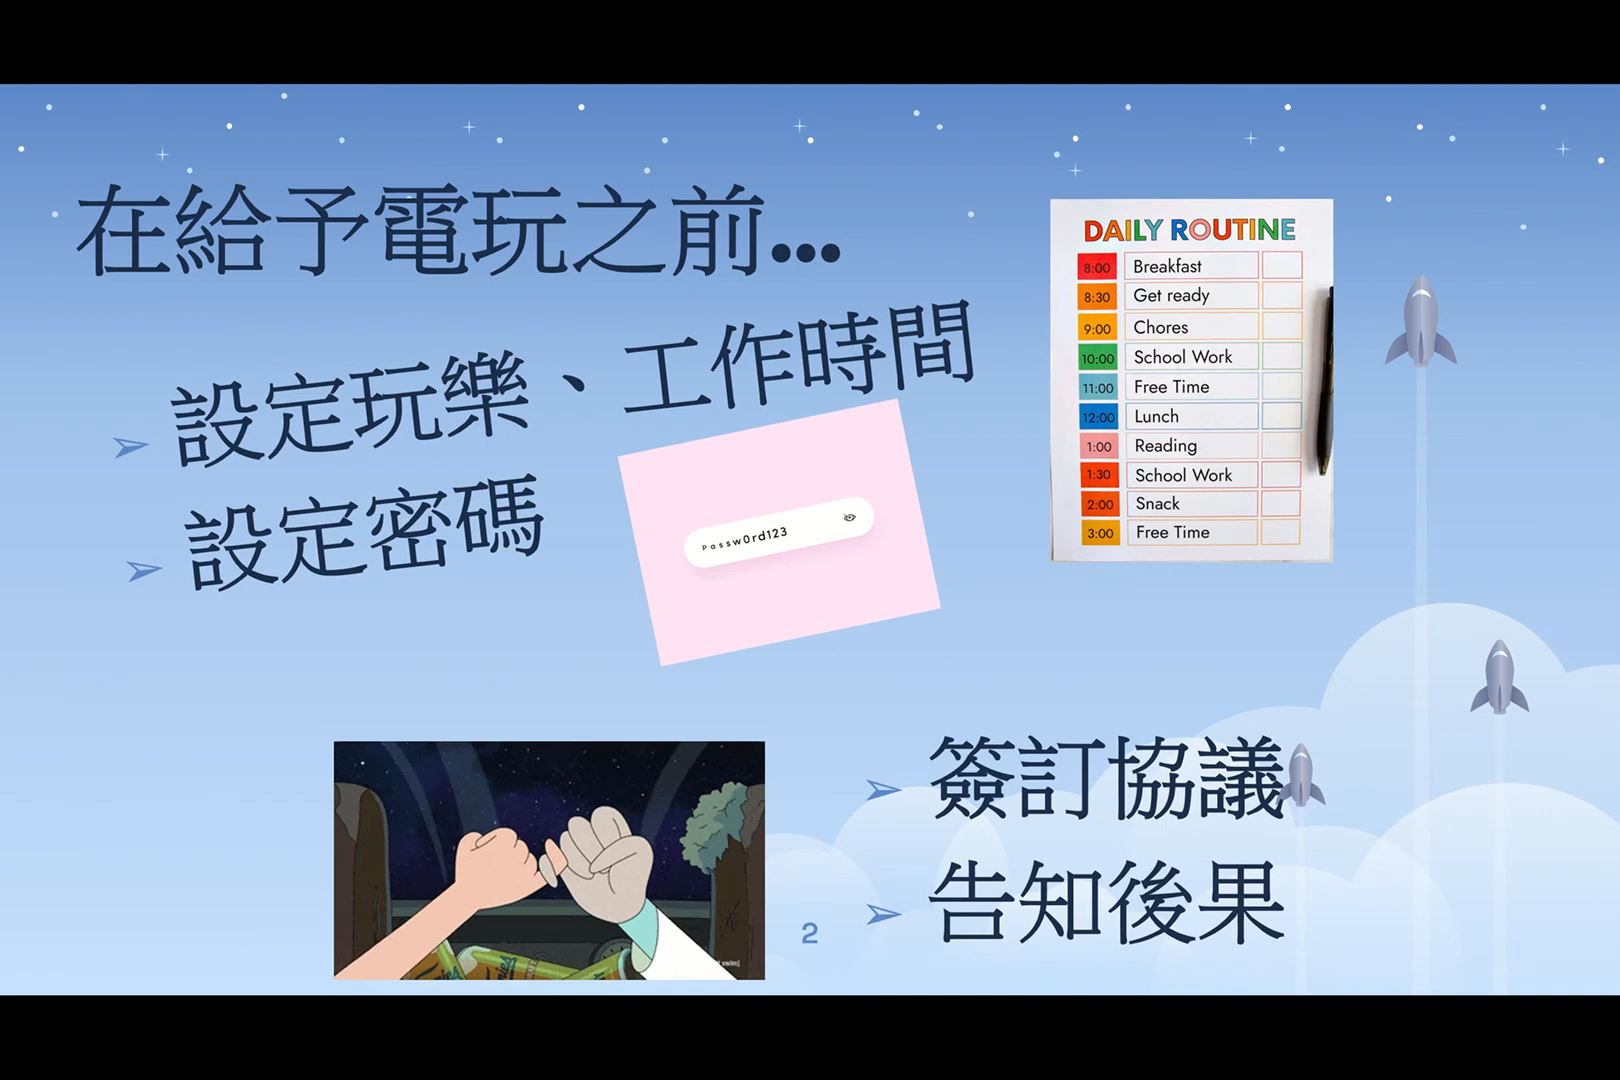 在給予電玩之前...
➢ 設定玩樂、工作時間
➢ 設定密碼
Passw0rd123
DAILY ROUTINE
8:00 Breakfast
8:30 Get ready
9:00 Chores
10:00 School Work
11:00 Free Time
12:00 Lunch
1:00 Reading
1:30 School Work
2:00 Snack
3:00 Free Time
➢ 簽訂協議
➢ 告知後果
swim]
2